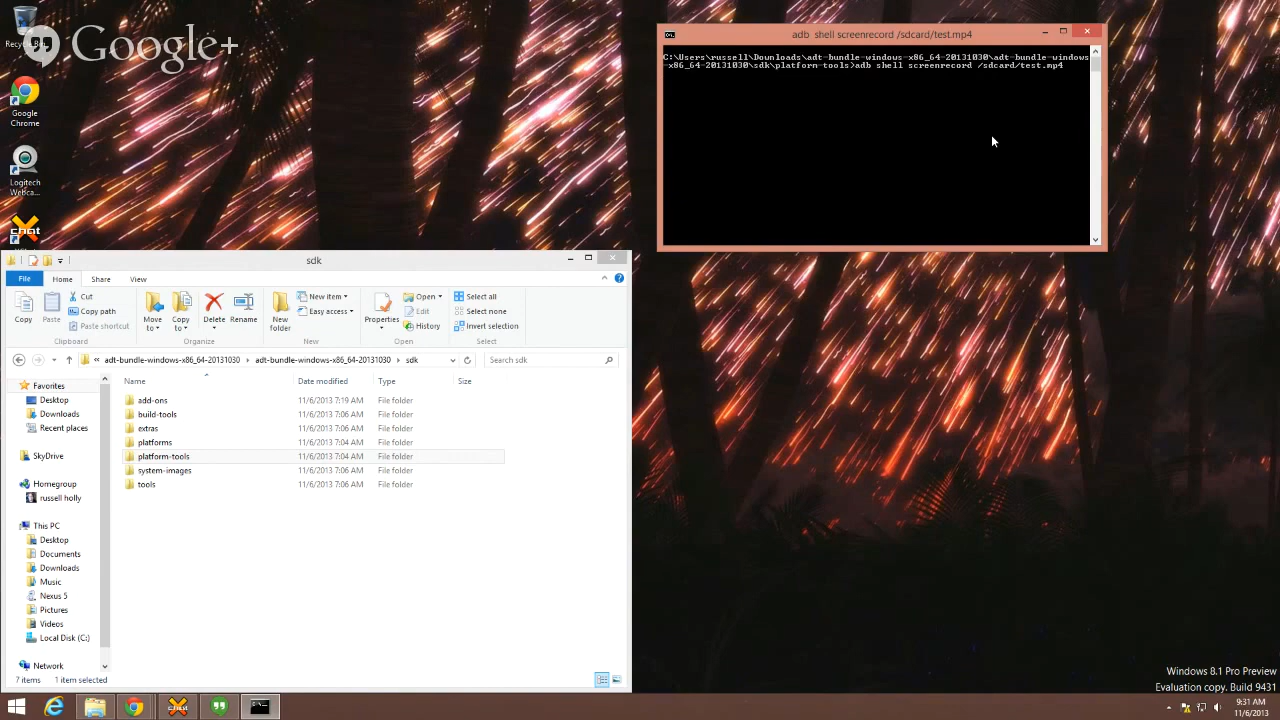 Google+
Google
Chrome
Logitech
Webca...
adb shell screenrecord /sdcard/test.mp4
C:\Users\russell\Downloads\adt-bundle-windows-x86_64-20131030\adt-bundle-windows
-x86_64-20131030\sdk\platform-tools>adb shell screenrecord /sdcard/test.mp4
sdk
File Home Share View
Copy
Paste
Cut
Copy path
Paste shortcut
Clipboard
Move
to
Copy
to
Delete
Rename
Organize
New
folder
New item
Easy access
New
Properties
Open
Edit
History
Open
Select all
Select none
Invert selection
Select
« adt-bundle-windows-x86_64-20131030 adt-bundle-windows-x86_64-20131030 sdk
Search sdk
Name Date modified Type Size
add-ons 11/6/2013 7:19 AM File folder
build-tools 11/6/2013 7:06 AM File folder
extras 11/6/2013 7:06 AM File folder
platforms 11/6/2013 7:04 AM File folder
platform-tools 11/6/2013 7:04 AM File folder
system-images 11/6/2013 7:06 AM File folder
tools 11/6/2013 7:06 AM File folder
Favorites
Desktop
Downloads
Recent places
SkyDrive
Homegroup
russell holly
This PC
Desktop
Documents
Downloads
Music
Nexus 5
Pictures
Videos
Local Disk (C:)
Network
7 items 1 item selected
Windows 8.1 Pro Preview
Evaluation copy. Build 9431
9:31 AM
11/6/2013